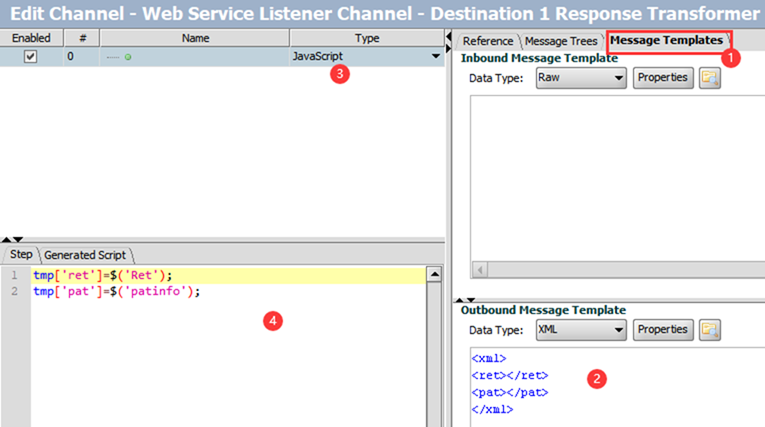 Edit Channel - Web Service Listener Channel - Destination 1 Response Transformer
Enabled # Name Type
0 JavaScript
3
Step Generated Script
1 tmp['ret']=$('Ret');
2 tmp['pat']=$('patinfo');
4
Reference Message Trees Message Templates
1
Inbound Message Template
Data Type: Raw Properties
Outbound Message Template
Data Type: XML Properties
<xml>
<ret></ret>
<pat></pat>
</xml>
2